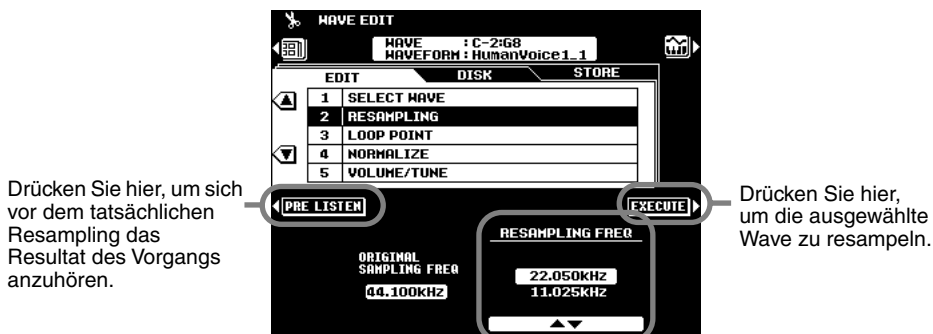 WAVE EDIT
WAVE : C-2:G8
WAVEFORM : HumanVoice1_1
EDIT DISK STORE
1 SELECT WAVE
2 RESAMPLING
3 LOOP POINT
4 NORMALIZE
5 VOLUME/TUNE
Drücken Sie hier, um sich
vor dem tatsächlichen
Resampling das
Resultat des Vorgangs
anzuhören.
PRE LISTEN
EXECUTE
Drücken Sie hier,
um die ausgewählte
Wave zu resampeln.
RESAMPLING FREQ
ORIGINAL
SAMPLING FREQ
44.100kHz
22.050kHz
11.025kHz